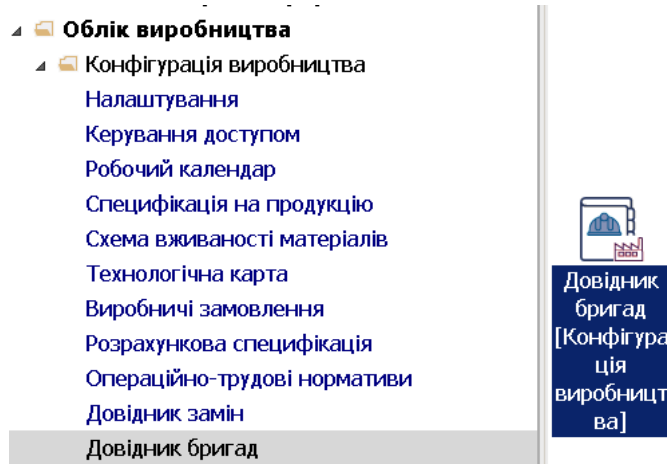 Облік виробництва
Конфігурація виробництва
Налаштування
Керування доступом
Робочий календар
Специфікація на продукцію
Схема вживаності матеріалів
Технологічна карта
Виробничі замовлення
Розрахункова специфікація
Операційно-трудові нормативи
Довідник замін
Довідник бригад
Довідник
бригад
[Конфігура
ція
виробницт
ва]